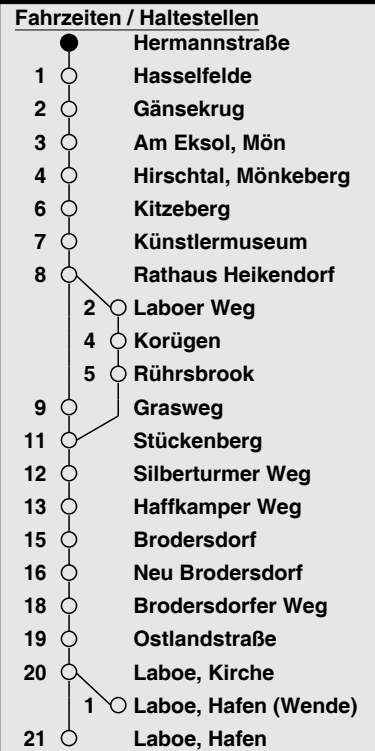 Fahrzeiten / Haltestellen
Hermannstraße
1 Hasselfelde
2 Gänsekrug
3 Am Eksol, Mön
4 Hirschtal, Mönkeberg
6 Kitzeberg
7 Künstlermuseum
8 Rathaus Heikendorf
2 Laboer Weg
4 Korügen
5 Rührsbrook
9 Grasweg
11 Stückenberg
12 Silberturmer Weg
13 Haffkamper Weg
15 Brodersdorf
16 Neu Brodersdorf
18 Brodersdorfer Weg
19 Ostlandstraße
20 Laboe, Kirche
1 Laboe, Hafen (Wende)
21 Laboe, Hafen